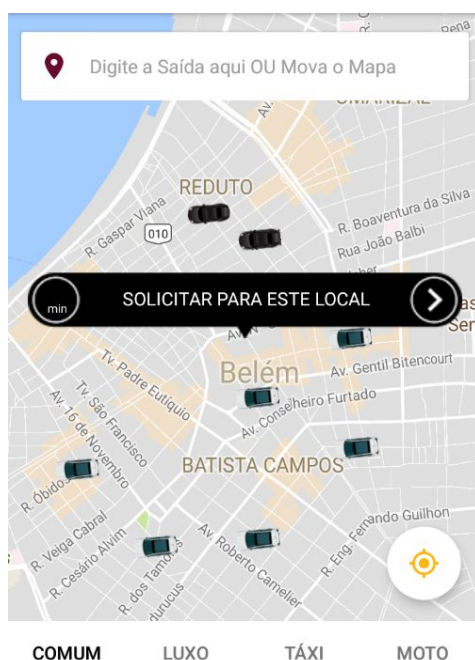 Pena
Digite a Saída aqui OU Mova o Mapa
UMARIZAL
Av.
REDUTO
R. Gaspar Viana
010
R. Boaventura da Silva
Rua João Balbi
min
SOLICITAR PARA ESTE LOCAL
Belém
Av. Gentil Bitencourt
Tv. Padre Eutíquio
Tv. São Francisco
Av. 16 de Novembro
Av. Conselheiro Furtado
BATISTA CAMPOS
R. Óbidos
R. Veiga Cabral
R. Cesário Alvim
R. dos Tamoios
Av. Roberto Camelier
R. Eng. Fernando Guilhon
COMUM
LUXO
TÁXI
MOTO